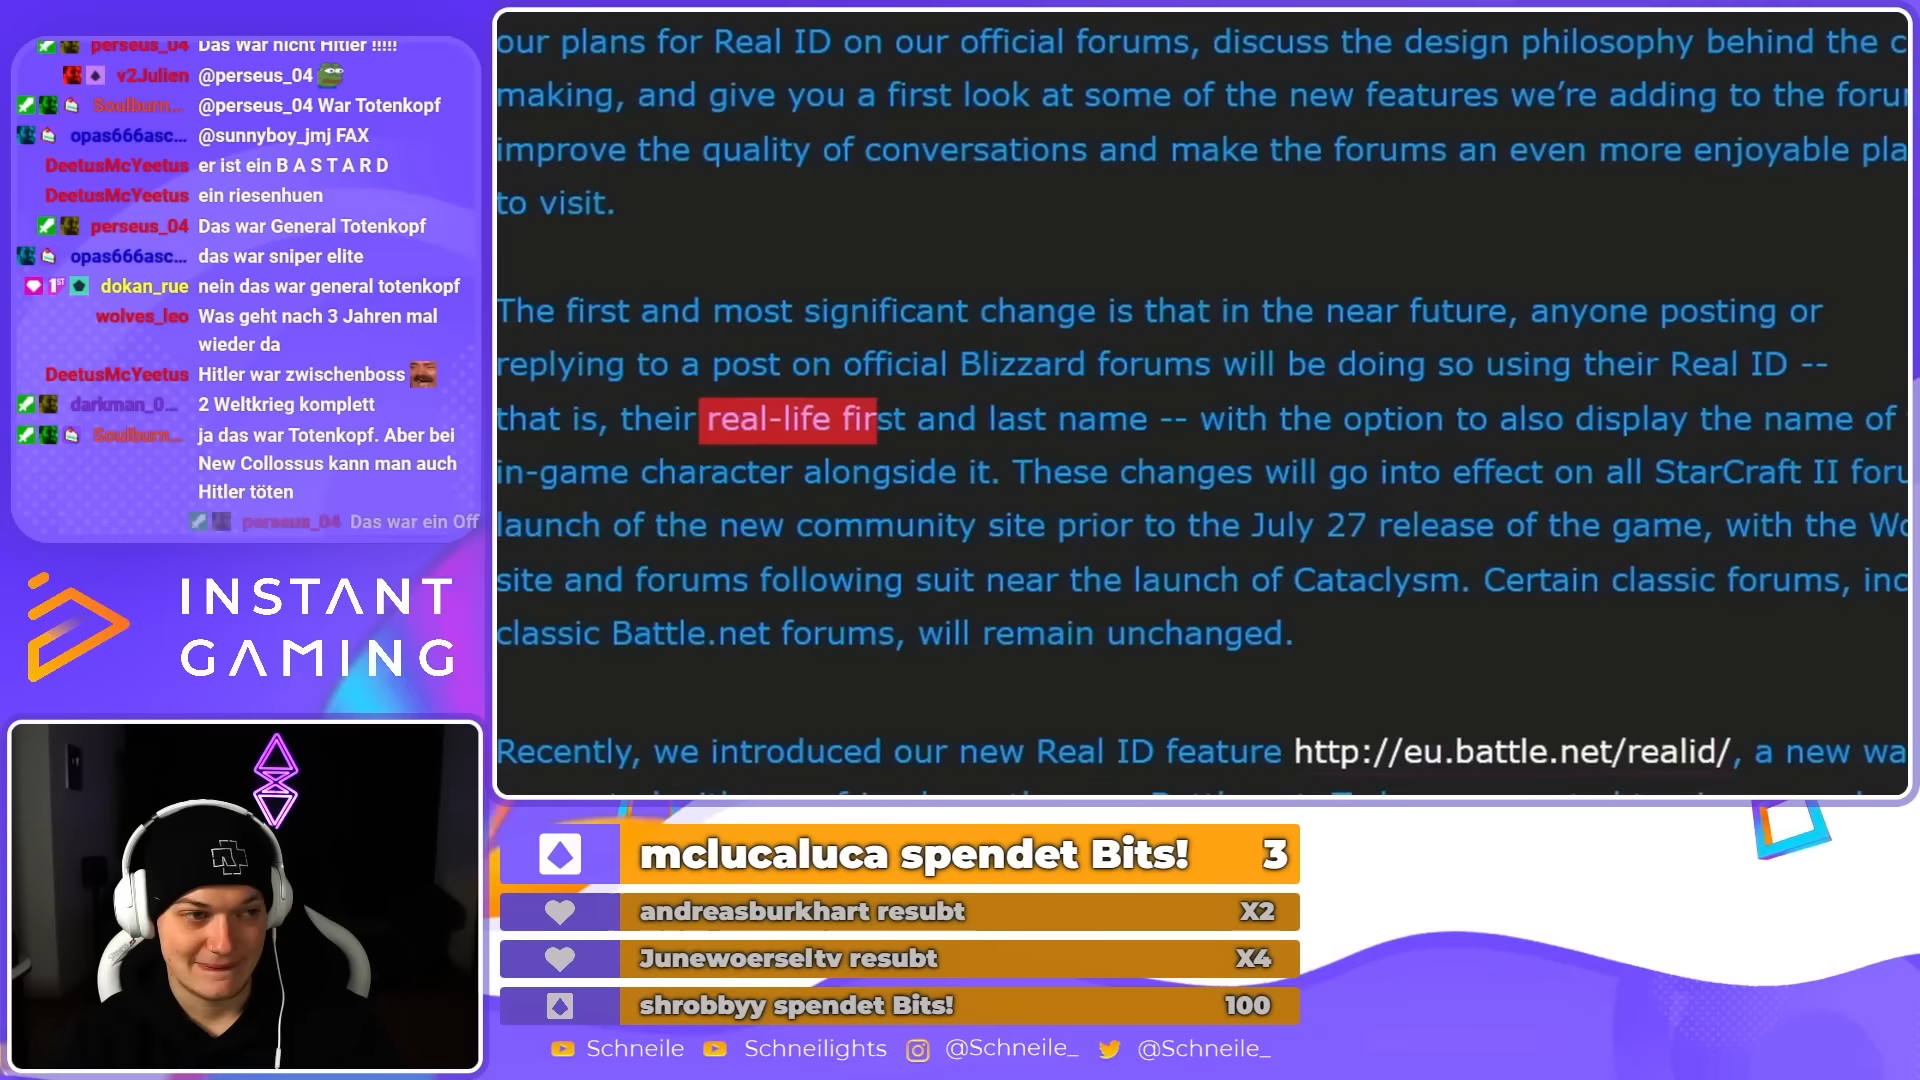 perseus_04 Das War nicht Hitler !!!!!
v2Julien @perseus_04
Soulburn... @perseus_04 War Totenkopf
opas666asc... @sunnyboy_jmj FAX
DeetusMcYeetus er ist ein B A S T A R D
DeetusMcYeetus ein riesenhuen
perseus_04 Das war General Totenkopf
opas666asc... das war sniper elite
1ST dokan_rue nein das war general totenkopf
wolves_leo Was geht nach 3 Jahren mal
wieder da
DeetusMcYeetus Hitler war zwischenboss
darkman_0... 2 Weltkrieg komplett
Soulburn... ja das war Totenkopf. Aber bei
New Collossus kann man auch
Hitler töten
perseus_04 Das war ein Off
INSTANT
GAMING
our plans for Real ID on our official forums, discuss the design philosophy behind the c
making, and give you a first look at some of the new features we’re adding to the forum
improve the quality of conversations and make the forums an even more enjoyable pla
to visit.
The first and most significant change is that in the near future, anyone posting or
replying to a post on official Blizzard forums will be doing so using their Real ID --
that is, their real-life first and last name -- with the option to also display the name of
in-game character alongside it. These changes will go into effect on all StarCraft II foru
launch of the new community site prior to the July 27 release of the game, with the Wo
site and forums following suit near the launch of Cataclysm. Certain classic forums, inc
classic Battle.net forums, will remain unchanged.
Recently, we introduced our new Real ID feature http://eu.battle.net/realid/, a new wa
mclucaluca spendet Bits! 3
andreasburkhart resubt X2
Junewoerseltv resubt X4
shrobbyy spendet Bits! 100
Schneile Schneilights @Schneile_ @Schneile_